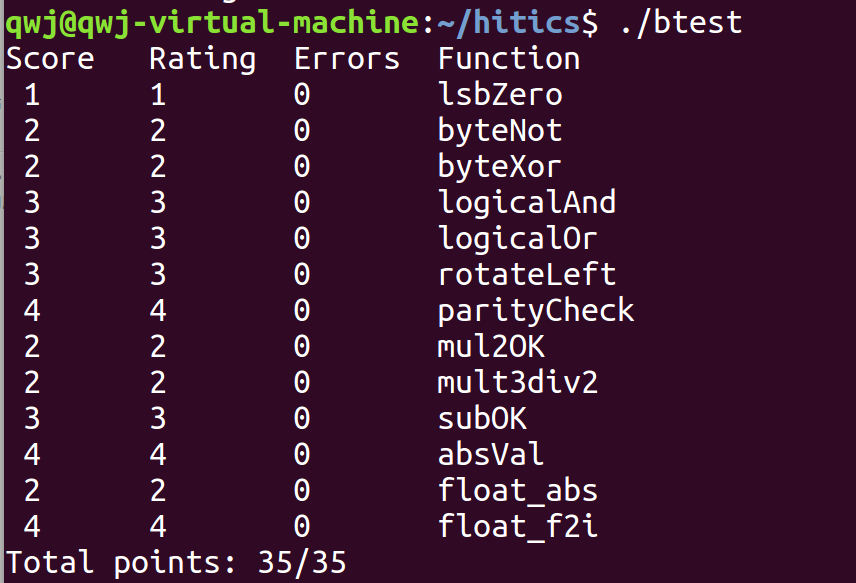 qwj@qwj-virtual-machine:~/hitics$ ./btest
Score Rating Errors Function
1 1 0 lsbZero
2 2 0 byteNot
2 2 0 byteXor
3 3 0 logicalAnd
3 3 0 logicalOr
3 3 0 rotateLeft
4 4 0 parityCheck
2 2 0 mul2OK
2 2 0 mult3div2
3 3 0 subOK
4 4 0 absVal
2 2 0 float_abs
4 4 0 float_f2i
Total points: 35/35